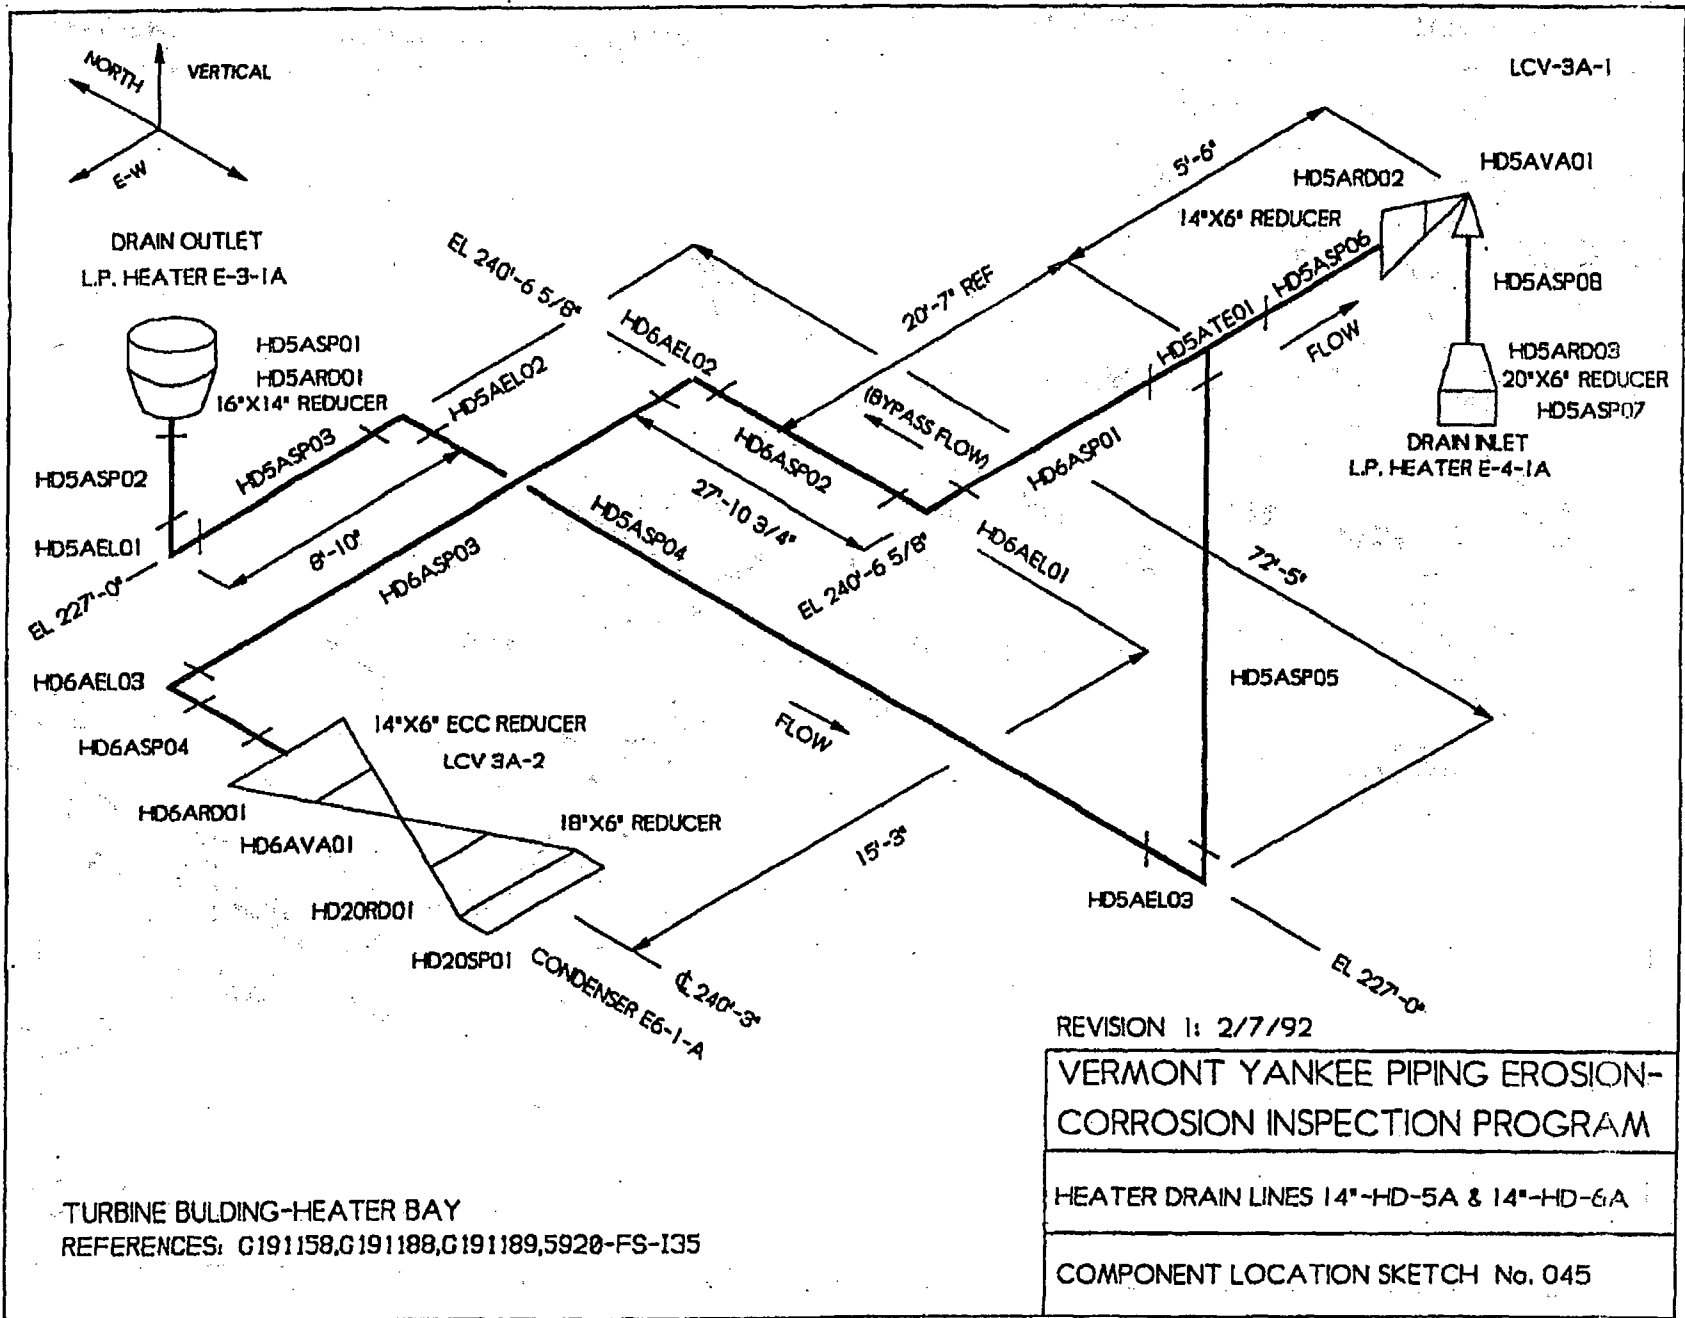 LCV-3A-1
NORTH
VERTICAL
E-W
5'-6"
HD5AVA01
HD5ARD02
14"X6" REDUCER
DRAIN OUTLET
L.P. HEATER E-3-1A
EL 240'-6 5/8"
20'-7" REF
HD5ASP06
HD5ASP08
HD5ATE01
FLOW
HD5ASP01
HD5ARD01
16"X14" REDUCER
HD6AEL02
HD5AEL02
HD5ARD03
20"X6" REDUCER
HD5ASP07
DRAIN INLET
L.P. HEATER E-4-1A
(BYPASS FLOW)
HD5ASP03
HD5ASP02
HD6ASP02
HD6ASP01
27'-10 3/4"
HD5AEL01
8'-10"
HD5ASP04
HD6ASP03
HD6AEL01
72'-5"
EL 227'-0"
EL 240'-6 5/8"
HD6AEL03
HD5ASP05
HD6ASP04
14"X6" ECC REDUCER
LCV 3A-2
FLOW
HD6ARD01
HD6AVA01
18"X6" REDUCER
15'-3"
HD20RD01
HD5AEL03
HD20SP01
CONDENSER E6-1-A
℄ 240'-3"
EL 227'-0"
REVISION 1: 2/7/92
VERMONT YANKEE PIPING EROSION-
CORROSION INSPECTION PROGRAM
HEATER DRAIN LINES 14"-HD-5A & 14"-HD-6A
COMPONENT LOCATION SKETCH No. 045
TURBINE BULDING-HEATER BAY
REFERENCES: G191158,G191188,G191189,5920-FS-I35